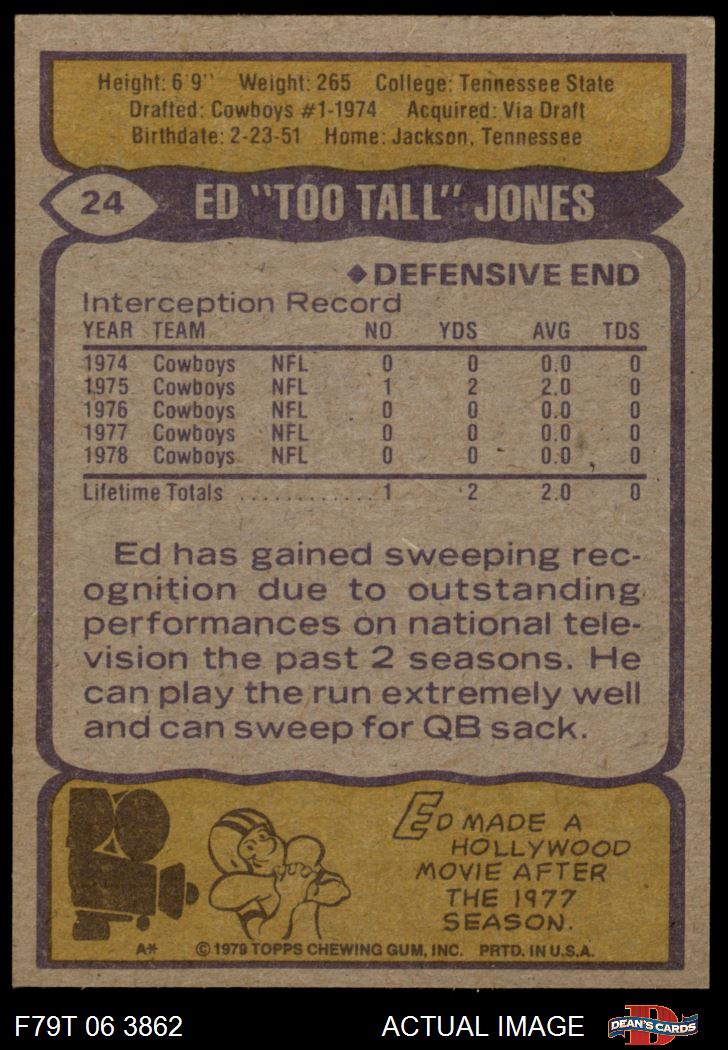 Height: 6'9" Weight: 265 College: Tennessee State
Drafted: Cowboys #1-1974 Acquired: Via Draft
Birthdate: 2-23-51 Home: Jackson, Tennessee
24 ED "TOO TALL" JONES
◆ DEFENSIVE END
Interception Record
YEAR TEAM NO YDS AVG TDS
1974 Cowboys NFL 0 0 0.0 0
1975 Cowboys NFL 1 2 2.0 0
1976 Cowboys NFL 0 0 0.0 0
1977 Cowboys NFL 0 0 0.0 0
1978 Cowboys NFL 0 0 0.0 0
Lifetime Totals ............1 2 2.0 0
Ed has gained sweeping rec-
ognition due to outstanding
performances on national tele-
vision the past 2 seasons. He
can play the run extremely well
and can sweep for QB sack.
ED MADE A
HOLLYWOOD
MOVIE AFTER
THE 1977
SEASON.
A* © 1979 TOPPS CHEWING GUM, INC. PRTD. IN U.S.A.
F79T 06 3862 ACTUAL IMAGE D DEAN'S CARDS